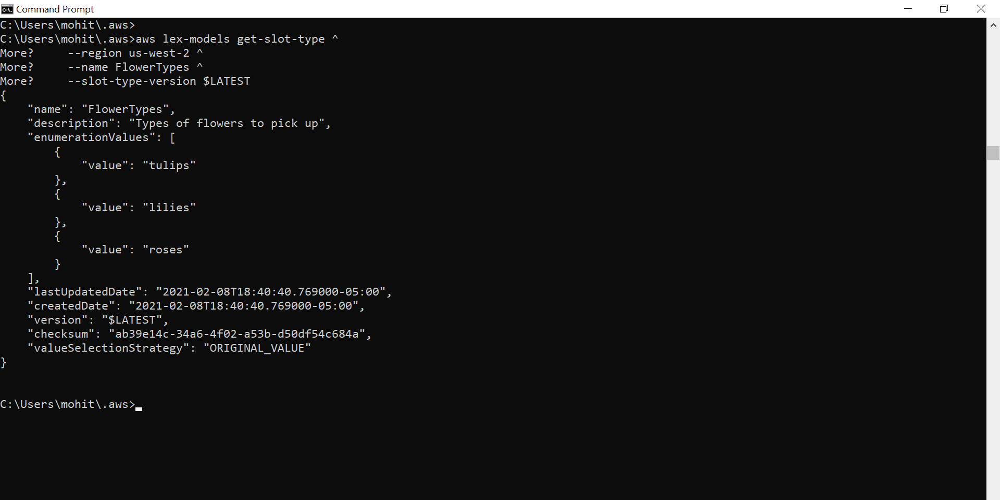 Command Prompt
C:\Users\mohit\.aws>
C:\Users\mohit\.aws>aws lex-models get-slot-type ^
More?     --region us-west-2 ^
More?     --name FlowerTypes ^
More?     --slot-type-version $LATEST
{
    "name": "FlowerTypes",
    "description": "Types of flowers to pick up",
    "enumerationValues": [
        {
            "value": "tulips"
        },
        {
            "value": "lilies"
        },
        {
            "value": "roses"
        }
    ],
    "lastUpdatedDate": "2021-02-08T18:40:40.769000-05:00",
    "createdDate": "2021-02-08T18:40:40.769000-05:00",
    "version": "$LATEST",
    "checksum": "ab39e14c-34a6-4f02-a53b-d50df54c684a",
    "valueSelectionStrategy": "ORIGINAL_VALUE"
}
C:\Users\mohit\.aws>